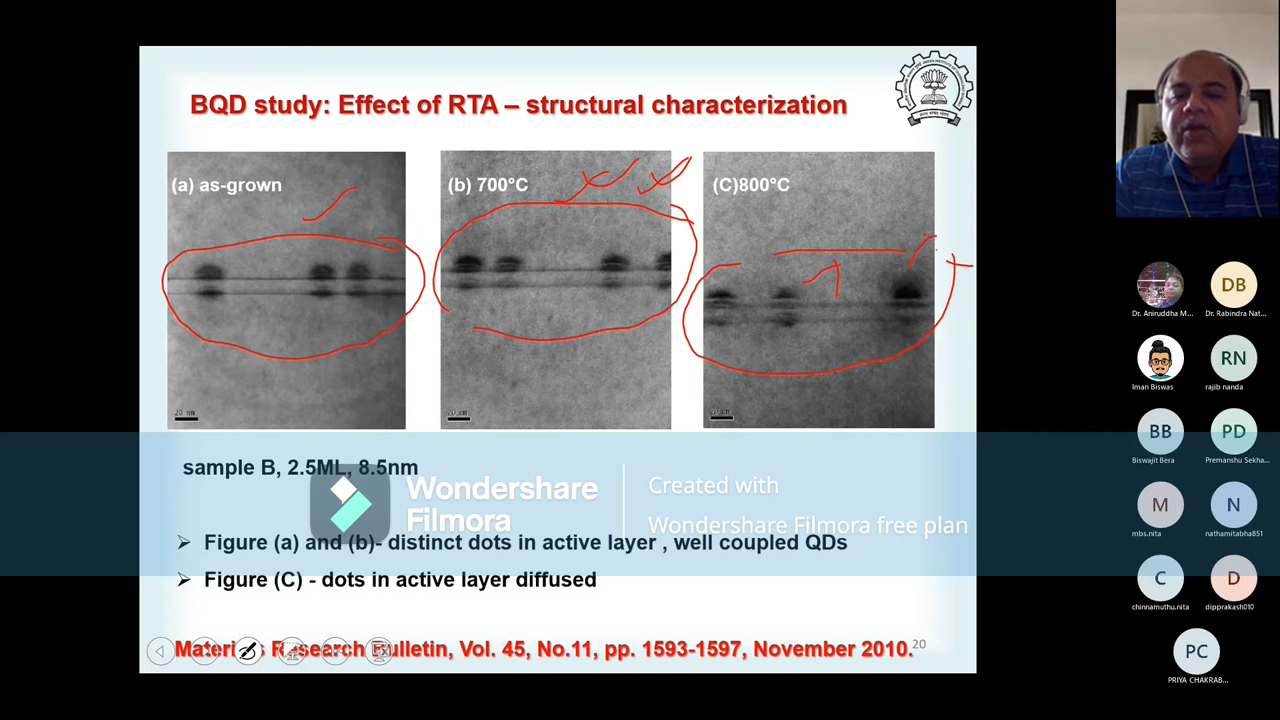 BQD study: Effect of RTA – structural characterization
(a) as-grown
(b) 700°C
(C)800°C
20 nm
20 nm
sample B, 2.5ML, 8.5nm
Wondershare
Filmora
Created with
Wondershare Filmora free plan
➢ Figure (a) and (b)- distinct dots in active layer , well coupled QDs
➢ Figure (C) - dots in active layer diffused
Materials Research Bulletin, Vol. 45, No.11, pp. 1593-1597, November 2010.
20
DB
Dr. Aniruddha M...
Dr. Rabindra Nat...
RN
Iman Biswas
rajib nanda
BB
PD
Biswajit Bera
Premanshu Sekha...
M
N
mbs.nita
nathamitabha851
C
D
chinnamuthu.nita
dipprakash010
PC
PRIYA CHAKRAB...